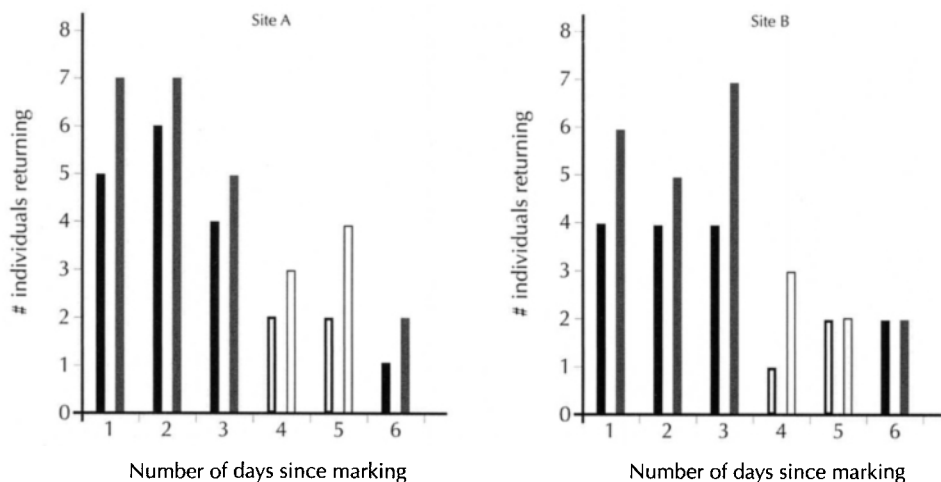 Site A
# individuals returning
8
7
6
5
4
3
2
1
0
1 2 3 4 5 6
Number of days since marking
Site B
# individuals returning
8
7
6
5
4
3
2
1
0
1 2 3 4 5 6
Number of days since marking